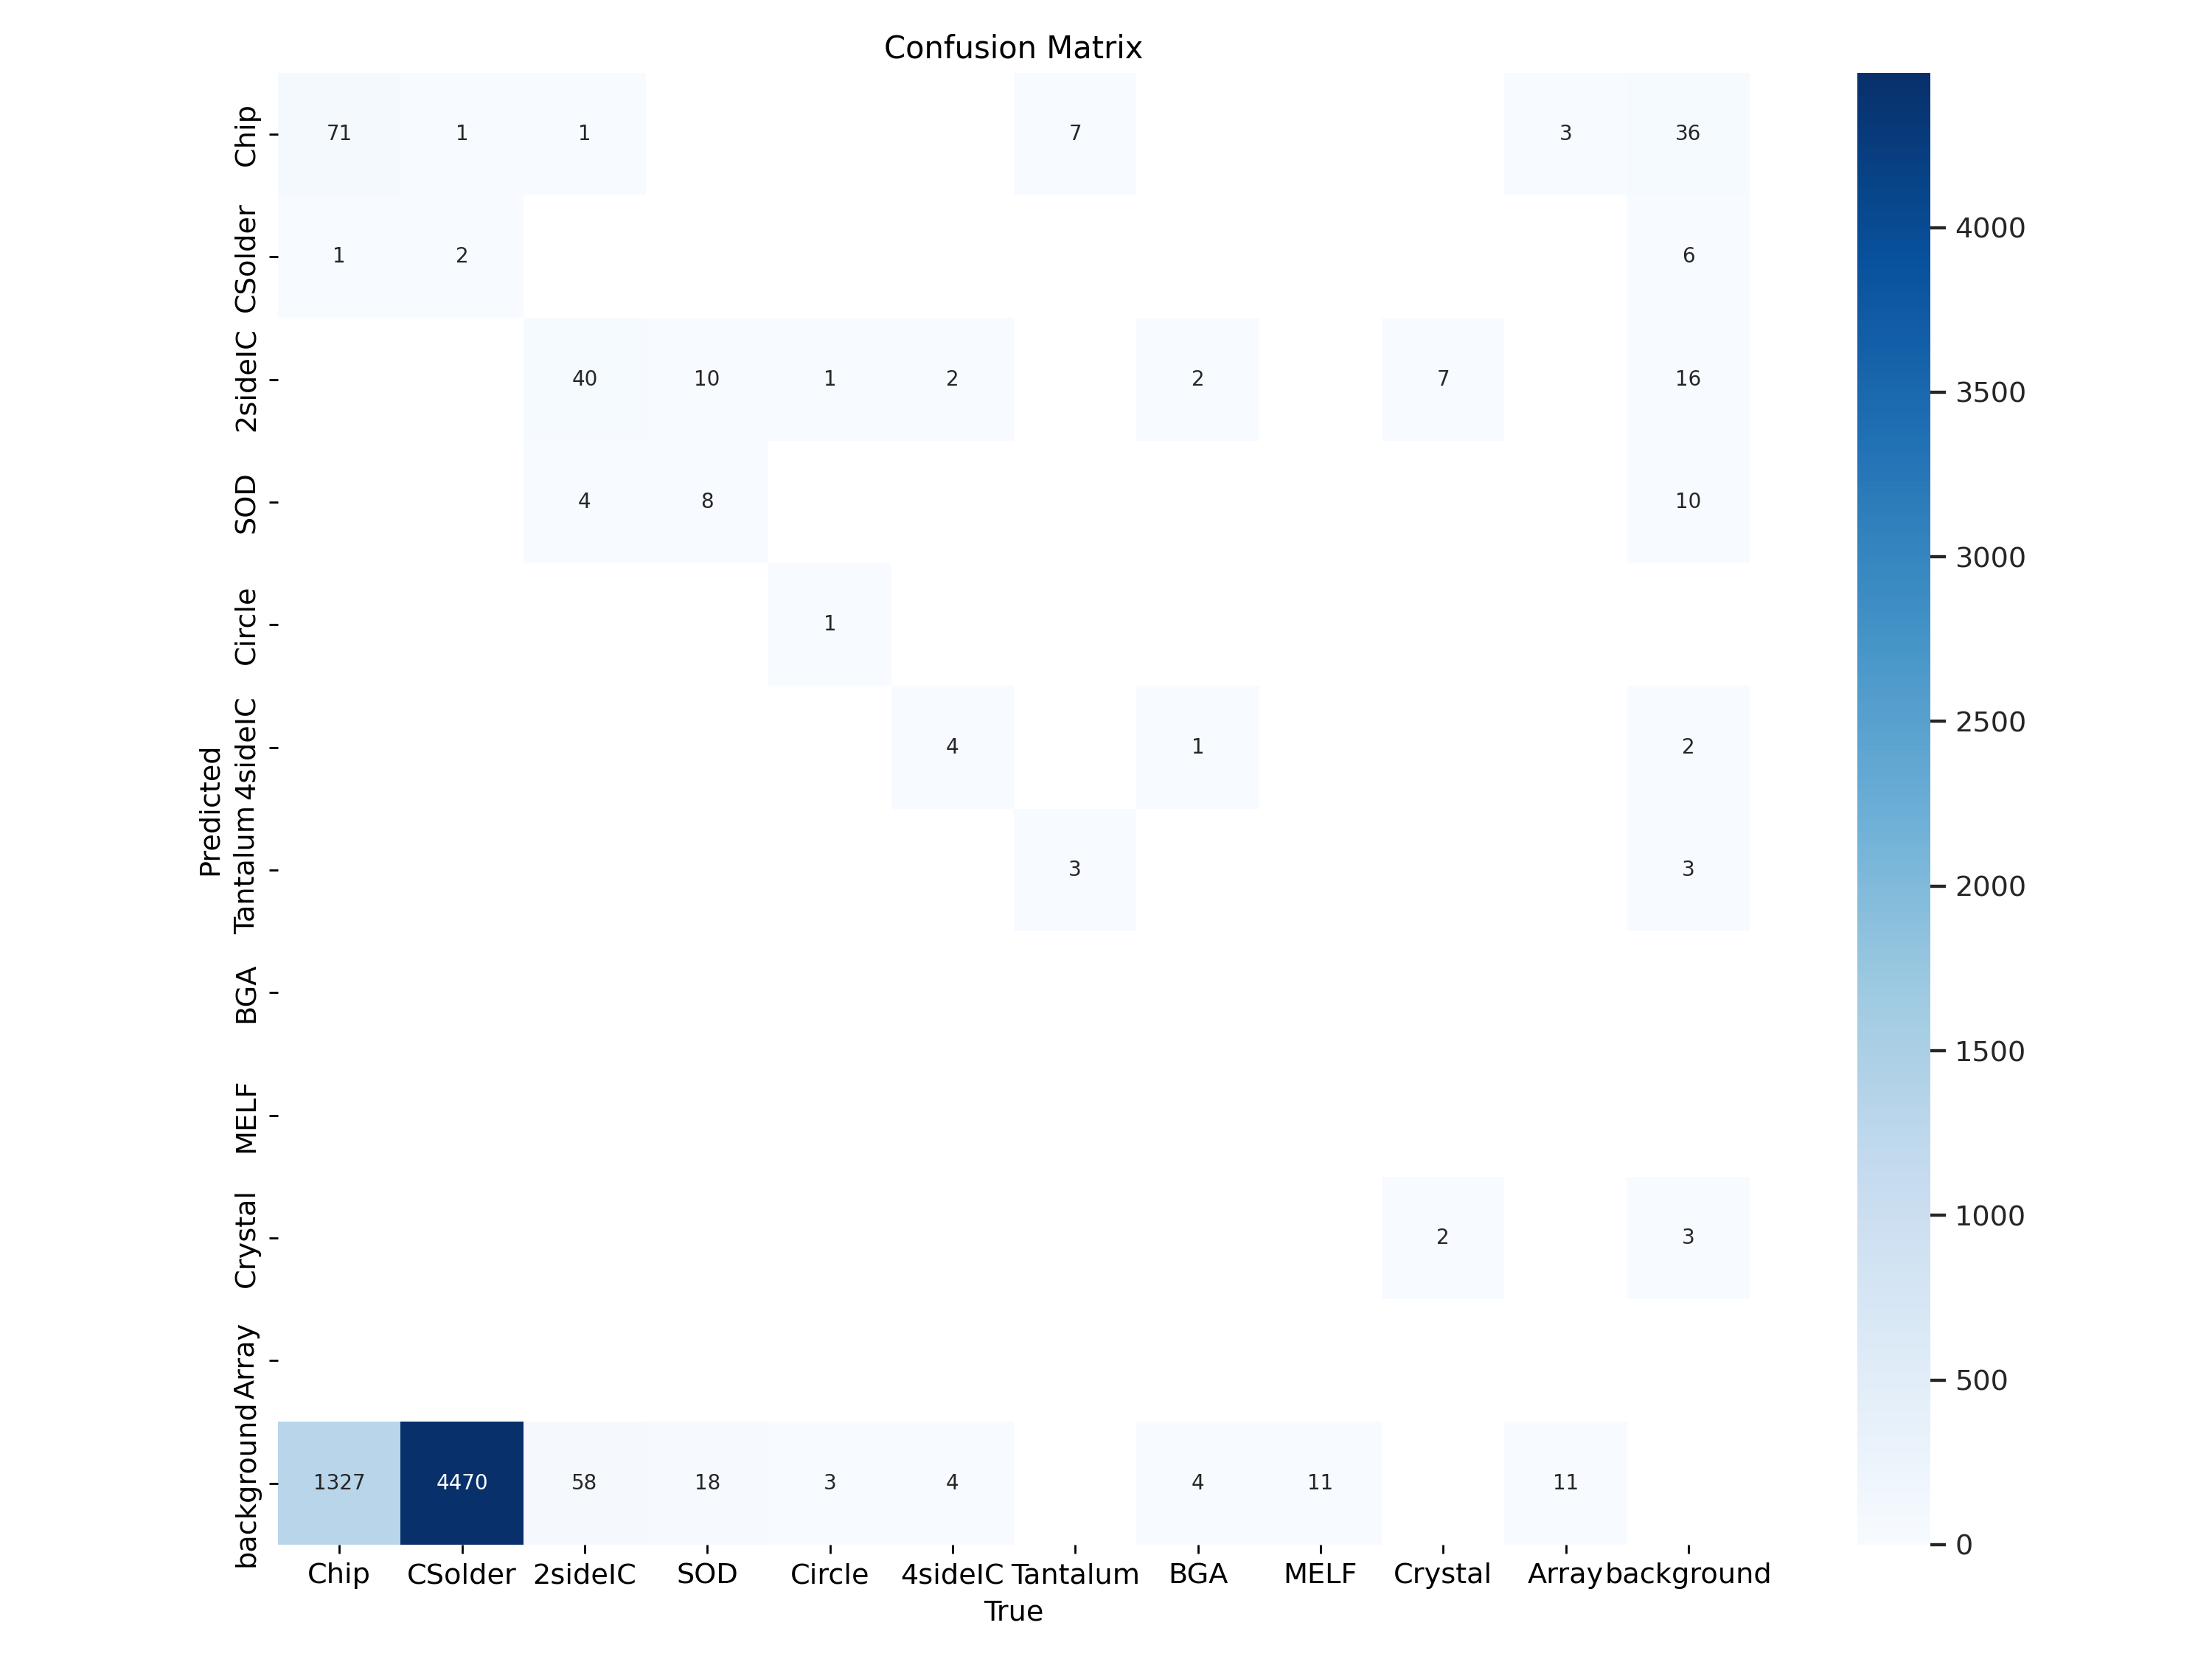 Confusion Matrix
Chip
71 1 1 7 3 36
CSolder
1 2 6
2sideIC
40 10 1 2 2 7 16
SOD
4 8 10
Circle
1
4sideIC
4 1 2
Predicted
Tantalum
3 3
BGA
MELF
Crystal
2 3
Array
background
1327 4470 58 18 3 4 4 11 11
Chip CSolder 2sideIC SOD Circle 4sideIC Tantalum BGA MELF Crystal Array background
True
4000
3500
3000
2500
2000
1500
1000
500
0